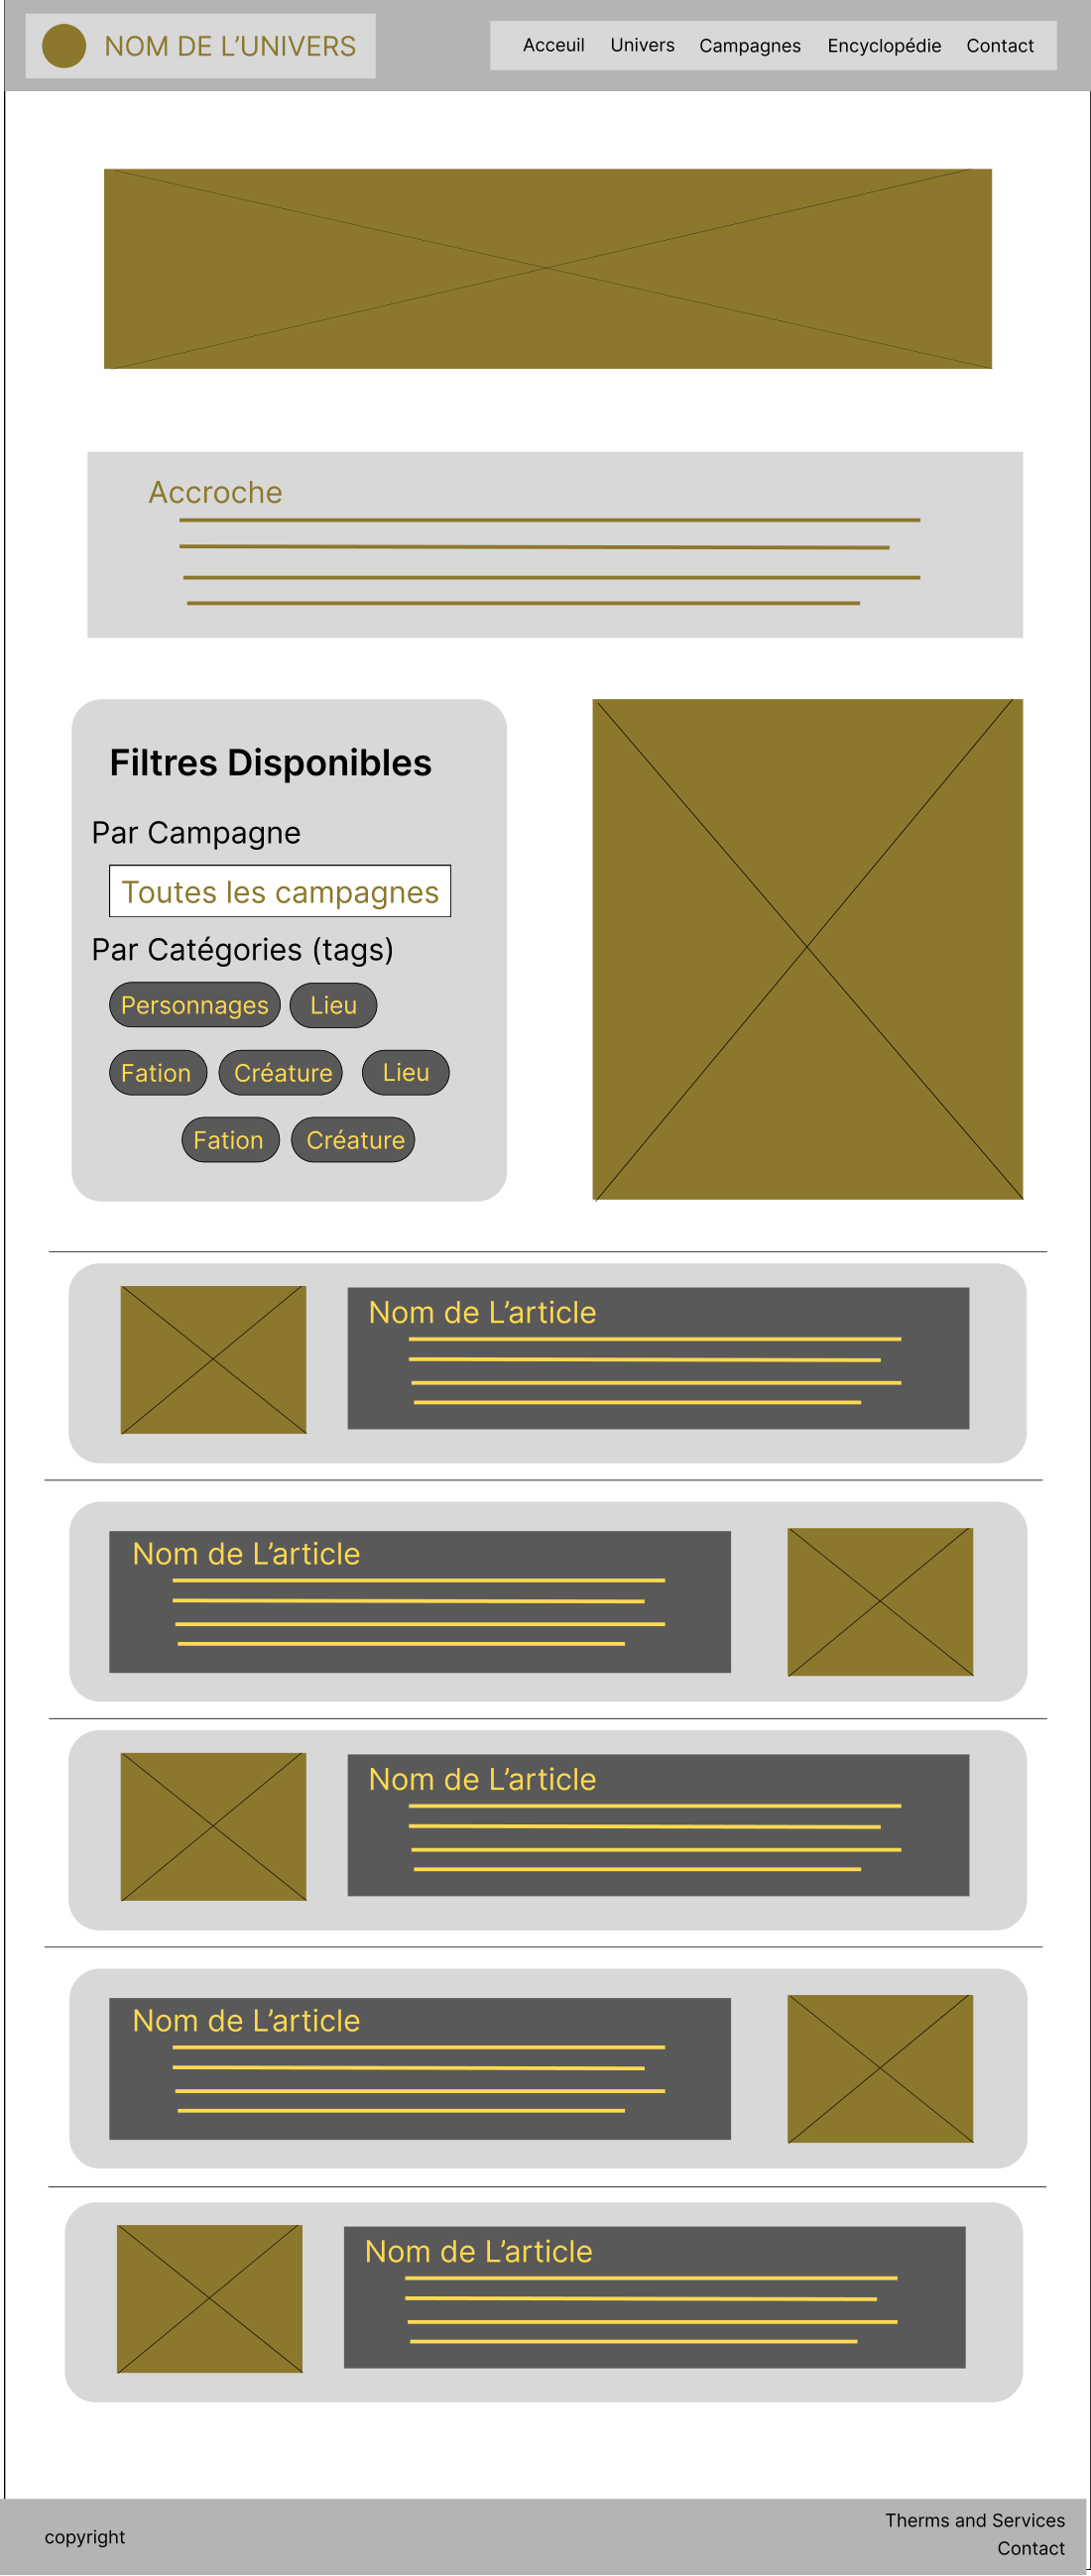 NOM DE L’UNIVERS
Acceuil Univers Campagnes Encyclopédie Contact
Accroche
Filtres Disponibles
Par Campagne
Toutes les campagnes
Par Catégories (tags)
Personnages Lieu
Fation Créature Lieu
Fation Créature
Nom de L’article
Nom de L’article
Nom de L’article
Nom de L’article
Nom de L’article
copyright
Therms and Services
Contact